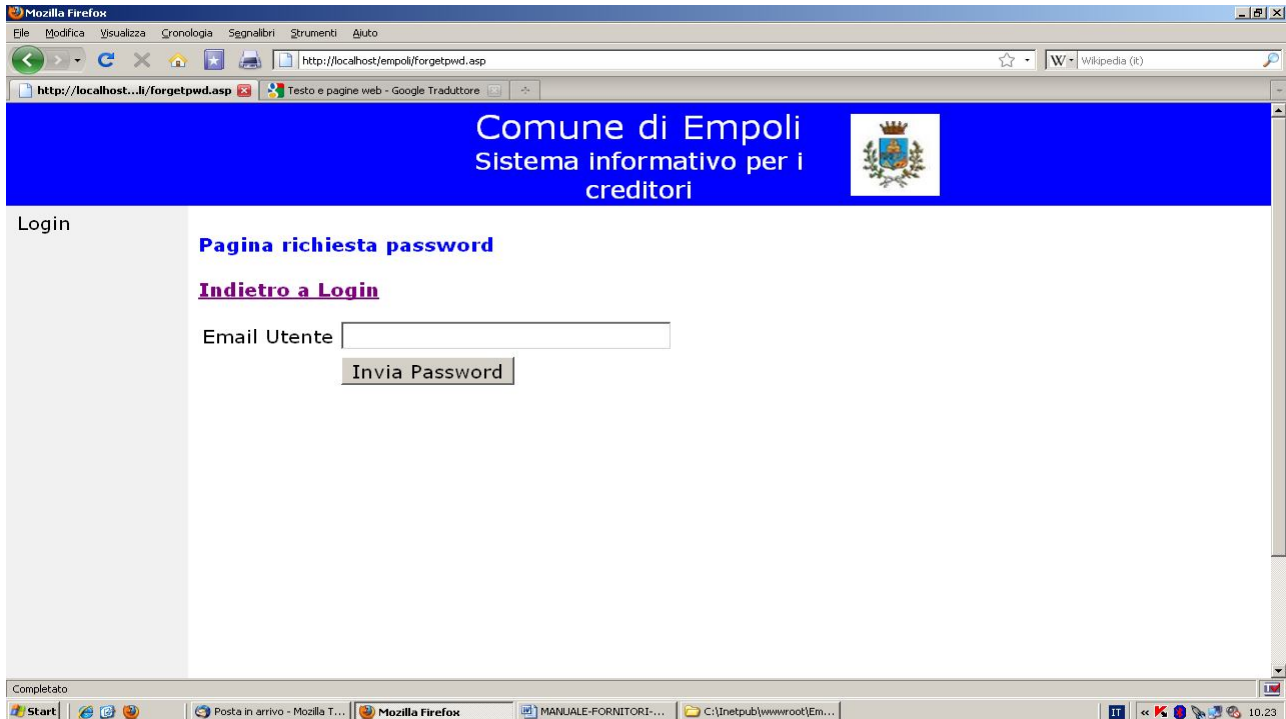 Mozilla Firefox
File Modifica Visualizza Cronologia Segnalibri Strumenti Aiuto
http://localhost/empoli/forgetpwd.asp
W Wikipedia (it)
http://localhost...li/forgetpwd.asp
Testo e pagine web - Google Traduttore
Comune di Empoli
Sistema informativo per i
creditori
Login
Pagina richiesta password
Indietro a Login
Email Utente
Invia Password
Completato
Start
Posta in arrivo - Mozilla T...
Mozilla Firefox
MANUALE-FORNITORI-...
C:\Inetpub\wwwroot\Em...
IT
« K
10.23